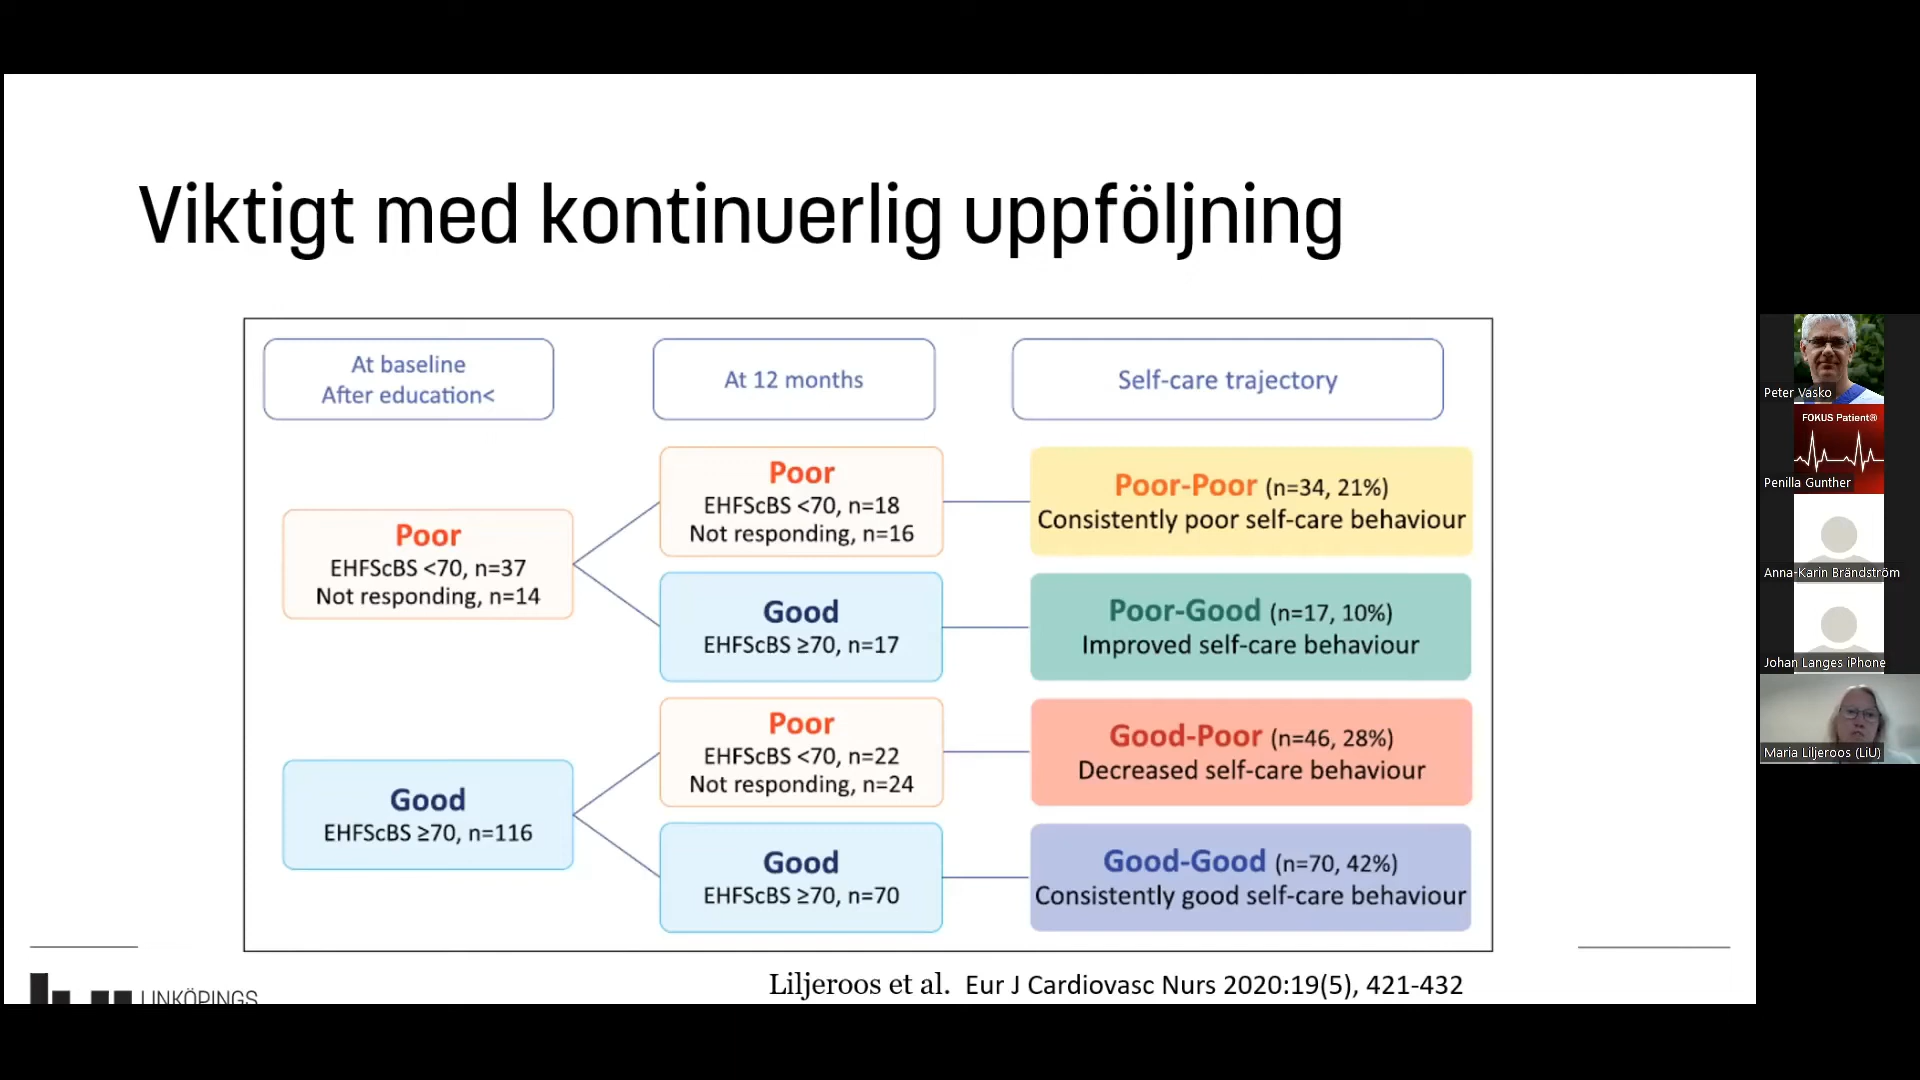 Viktigt med kontinuerlig uppföljning
At baseline
After education<
At 12 months
Self-care trajectory
Poor
EHFScBS <70, n=37
Not responding, n=14
Poor
EHFScBS <70, n=18
Not responding, n=16
Poor-Poor (n=34, 21%)
Consistently poor self-care behaviour
Good
EHFScBS ≥70, n=17
Poor-Good (n=17, 10%)
Improved self-care behaviour
Good
EHFScBS ≥70, n=116
Poor
EHFScBS <70, n=22
Not responding, n=24
Good-Poor (n=46, 28%)
Decreased self-care behaviour
Good
EHFScBS ≥70, n=70
Good-Good (n=70, 42%)
Consistently good self-care behaviour
Liljeroos et al. Eur J Cardiovasc Nurs 2020:19(5), 421-432
LINKÖPINGS
Peter Vasko
FOKUS Patient®
Penilla Gunther
Anna-Karin Brändström
Johan Langes iPhone
Maria Liljeroos (LiU)